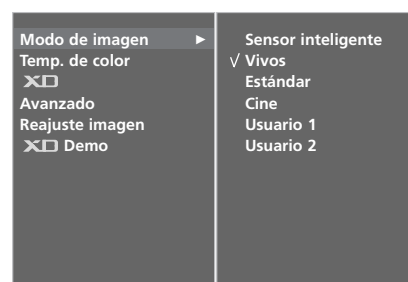 Modo de imagen ►
Temp. de color
XD
Avanzado
Reajuste imagen
XD Demo
Sensor inteligente
√ Vivos
Estándar
Cine
Usuario 1
Usuario 2